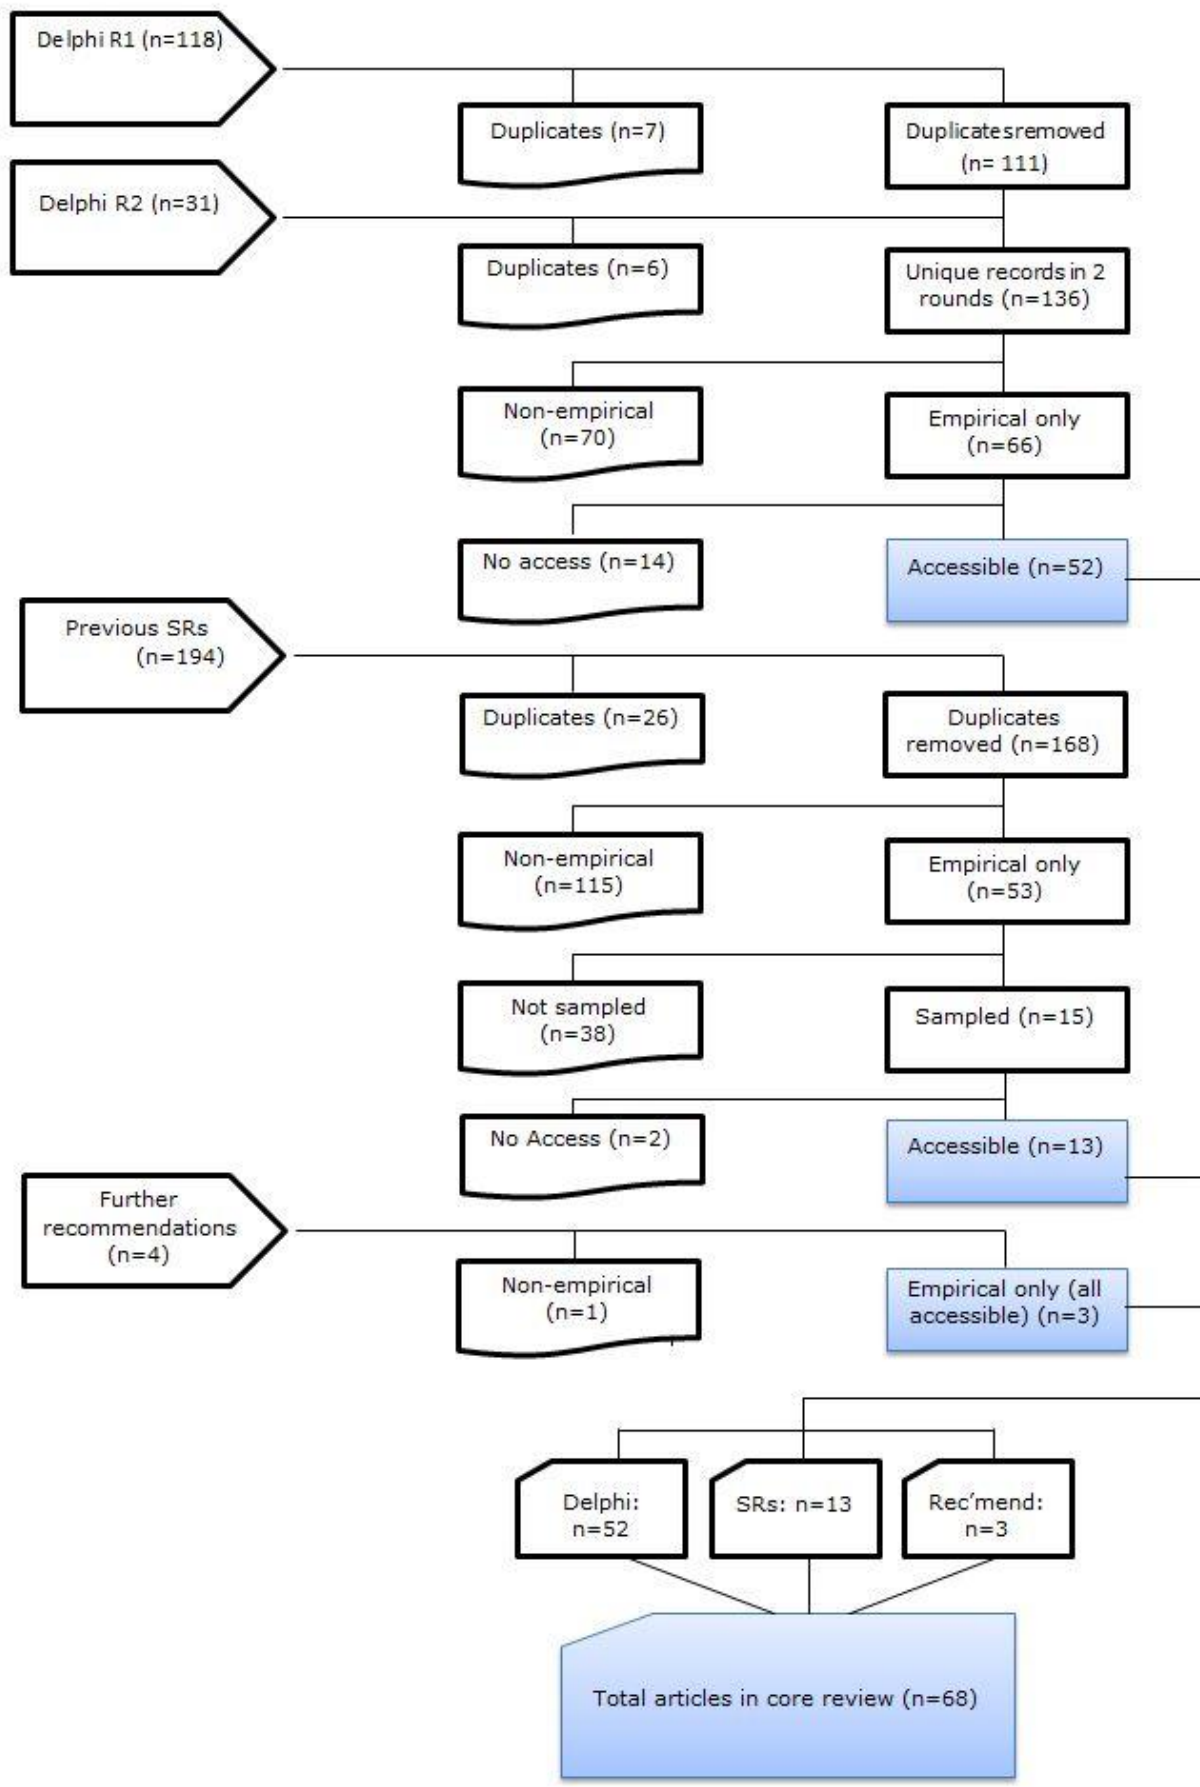 Delphi R1 (n=118)
Duplicates (n=7)
Duplicates removed
(n= 111)
Delphi R2 (n=31)
Duplicates (n=6)
Unique records in 2
rounds (n=136)
Non-empirical
(n=70)
Empirical only
(n=66)
No access (n=14)
Accessible (n=52)
Previous SRs
(n=194)
Duplicates (n=26)
Duplicates
removed (n=168)
Non-empirical
(n=115)
Empirical only
(n=53)
Not sampled
(n=38)
Sampled (n=15)
No Access (n=2)
Accessible (n=13)
Further
recommendations
(n=4)
Non-empirical
(n=1)
Empirical only (all
accessible) (n=3)
Delphi:
n=52
SRs: n=13
Rec’mend:
n=3
Total articles in core review (n=68)